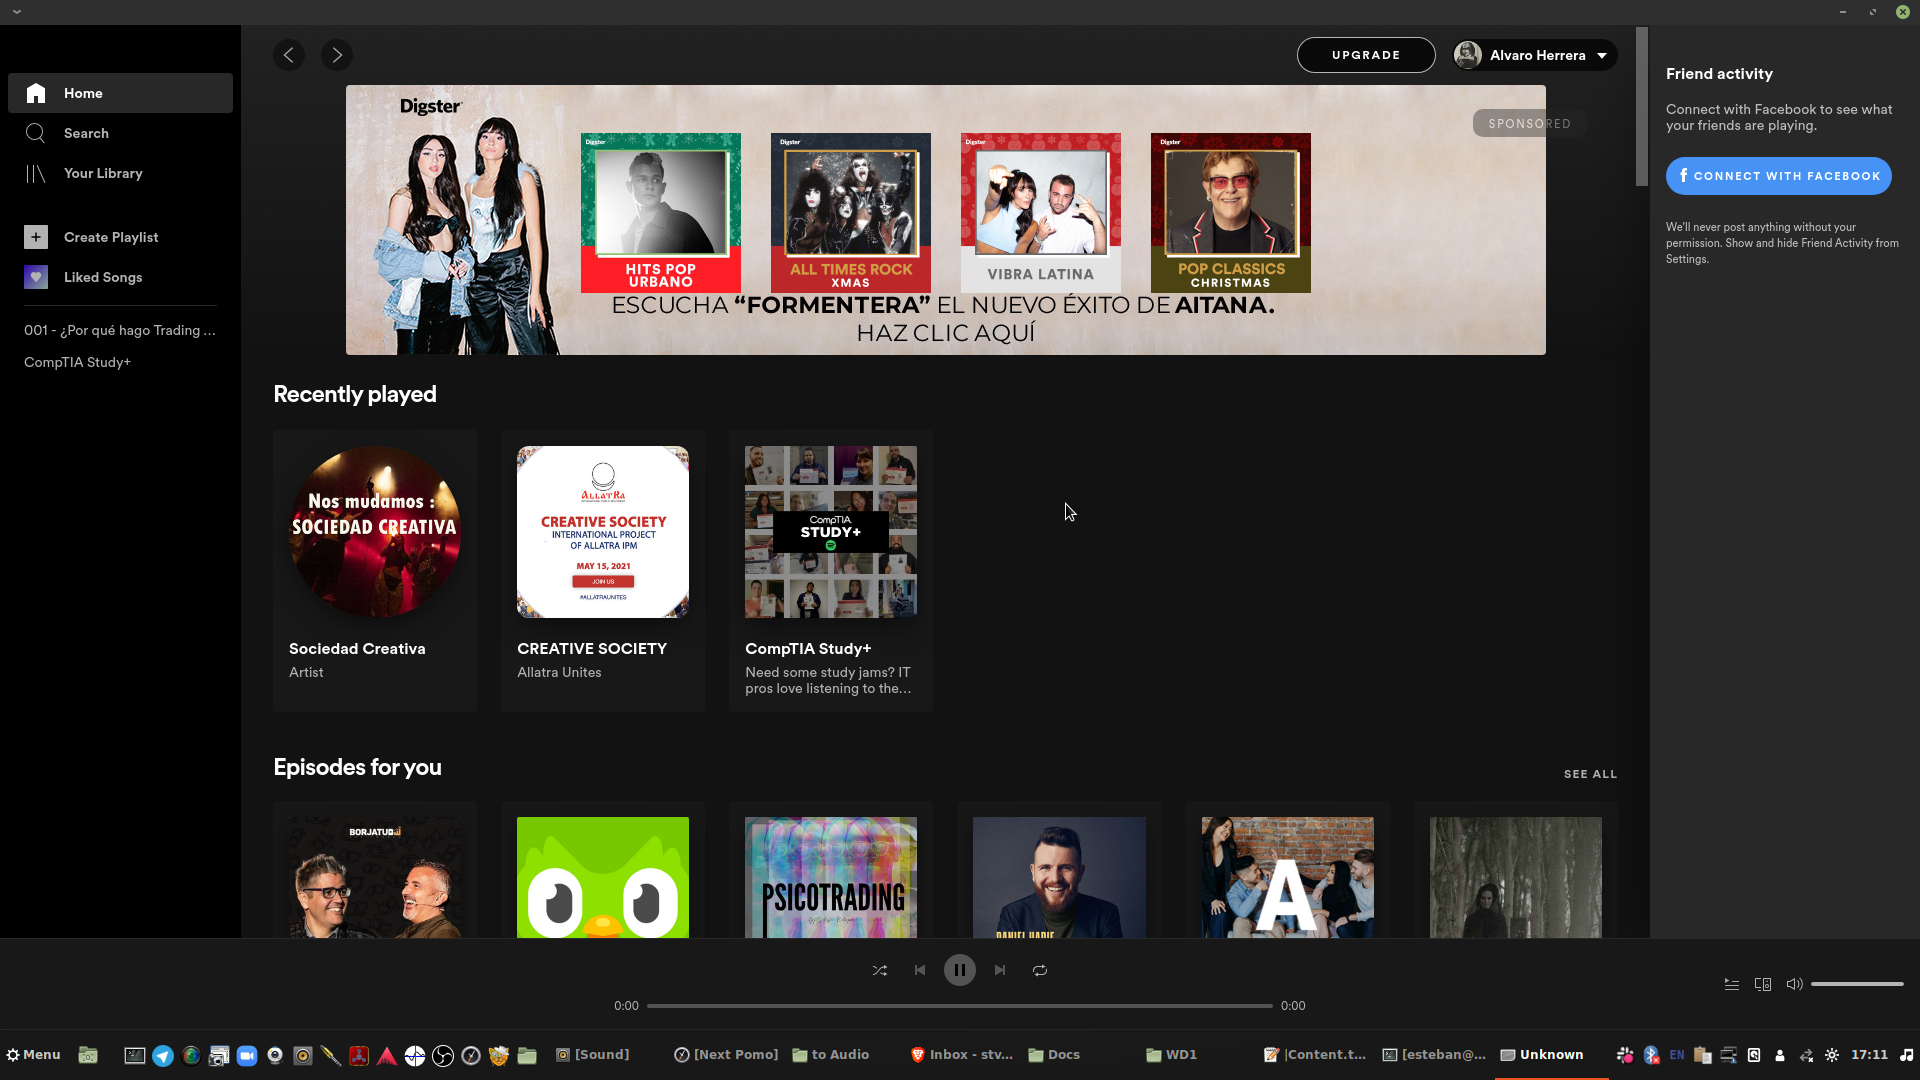 UPGRADE
Alvaro Herrera
Home
Search
Your Library
Create Playlist
Liked Songs
001 - ¿Por qué hago Trading ...
CompTIA Study+
Digster
SPONSORED
Digster
HITS POP
URBANO
Digster
ALL TIMES ROCK
XMAS
Digster
VIBRA LATINA
Digster
POP CLASSICS
CHRISTMAS
ESCUCHA “FORMENTERA” EL NUEVO ÉXITO DE AITANA.
HAZ CLIC AQUÍ
Friend activity
Connect with Facebook to see what
your friends are playing.
f CONNECT WITH FACEBOOK
We'll never post anything without your
permission. Show and hide Friend Activity from
Settings.
Recently played
Nos mudamos :
SOCIEDAD CREATIVA
Sociedad Creativa
Artist
ALLATRA
CREATIVE SOCIETY
INTERNATIONAL PROJECT
OF ALLATRA IPM
MAY 15, 2021
JOIN US
#ALLATRAUNITES
CREATIVE SOCIETY
Allatra Unites
CompTIA
STUDY+
CompTIA Study+
Need some study jams? IT
pros love listening to the...
Episodes for you
SEE ALL
PSICOTRADING
DANIEL HABIF
A
0:00
0:00
Menu
[Sound]
[Next Pomo]
to Audio
Inbox - stv...
Docs
WD1
|Content.t...
[esteban@...
Unknown
EN
17:11